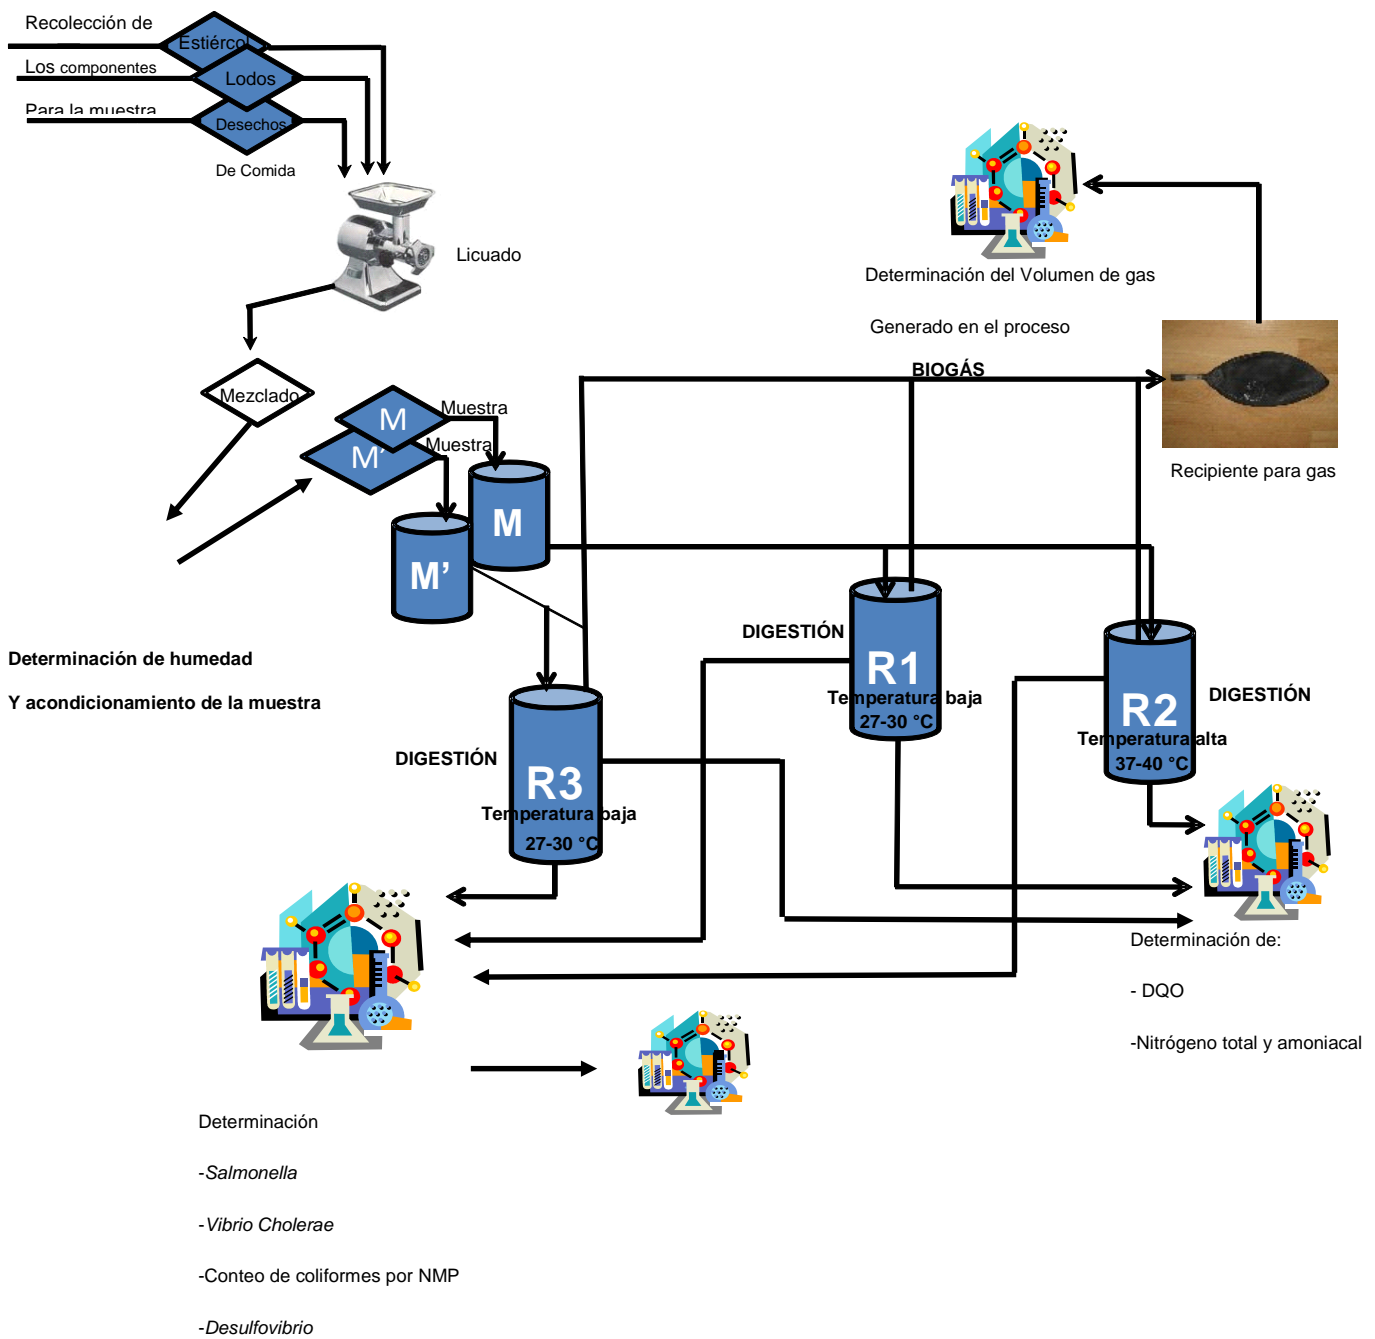 Recolección de
Estiércol
Los componentes
Lodos
Para la muestra
Desechos
De Comida
Licuado
Determinación del Volumen de gas
Generado en el proceso
BIOGÁS
Mezclado
M
Muestra
M'
Muestra
Recipiente para gas
M
M’
DIGESTIÓN
R1
Temperatura baja
27-30 °C
Determinación de humedad
Y acondicionamiento de la muestra
DIGESTIÓN
R2
Temperatura alta
37-40 °C
DIGESTIÓN
R3
Temperatura baja
27-30 °C
Determinación de:
- DQO
-Nitrógeno total y amoniacal
Determinación
-Salmonella
-Vibrio Cholerae
-Conteo de coliformes por NMP
-Desulfovibrio